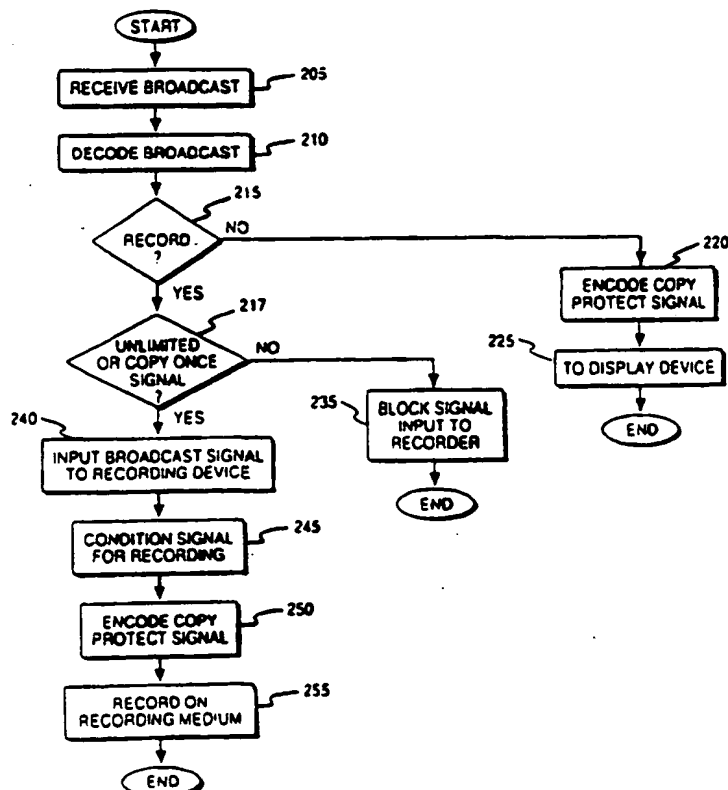 START
RECEIVE BROADCAST
205
DECODE BROADCAST
210
215
RECORD
?
NO
YES
220
ENCODE COPY
PROTECT SIGNAL
225
TO DISPLAY DEVICE
END
217
UNLIMITED
OR COPY ONCE
SIGNAL
?
NO
YES
235
BLOCK SIGNAL
INPUT TO
RECORDER
END
240
INPUT BROADCAST SIGNAL
TO RECORDING DEVICE
CONDITION SIGNAL
FOR RECORDING
245
ENCODE COPY
PROTECT SIGNAL
250
RECORD ON
RECORDING MEDIUM
255
END